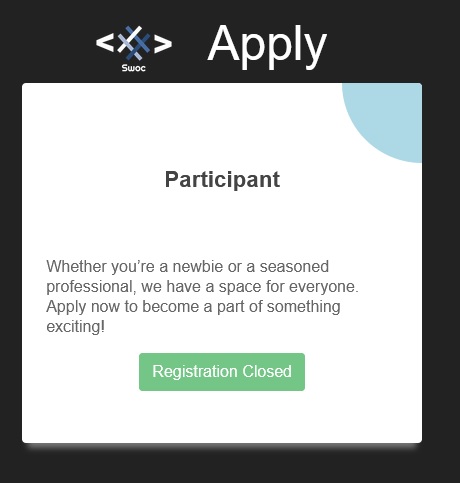 Apply
Swoc
Participant
Whether you’re a newbie or a seasoned
professional, we have a space for everyone.
Apply now to become a part of something
exciting!
Registration Closed